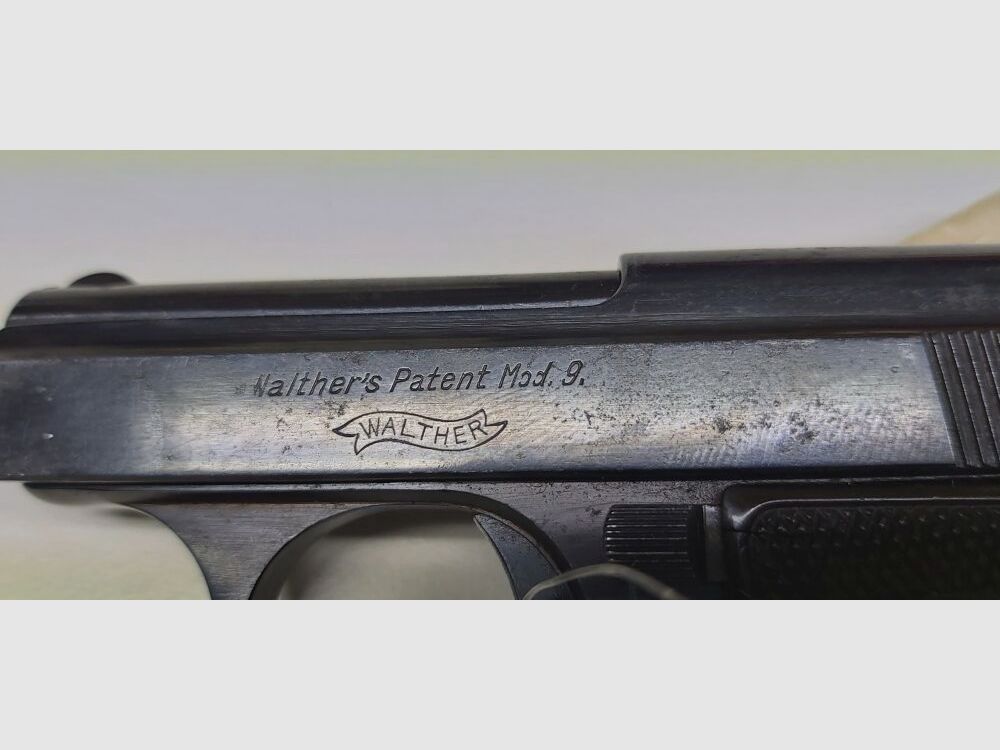 Walther's Patent Mod. 9.
WALTHER